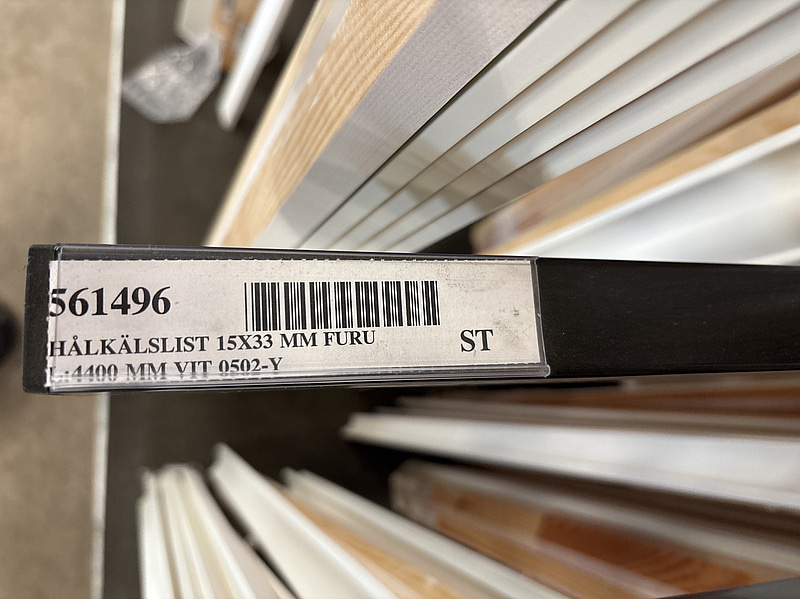 561496
HÅLKÄLSLIST 15X33 MM FURU
ST
L:4400 MM VIT 0502-Y